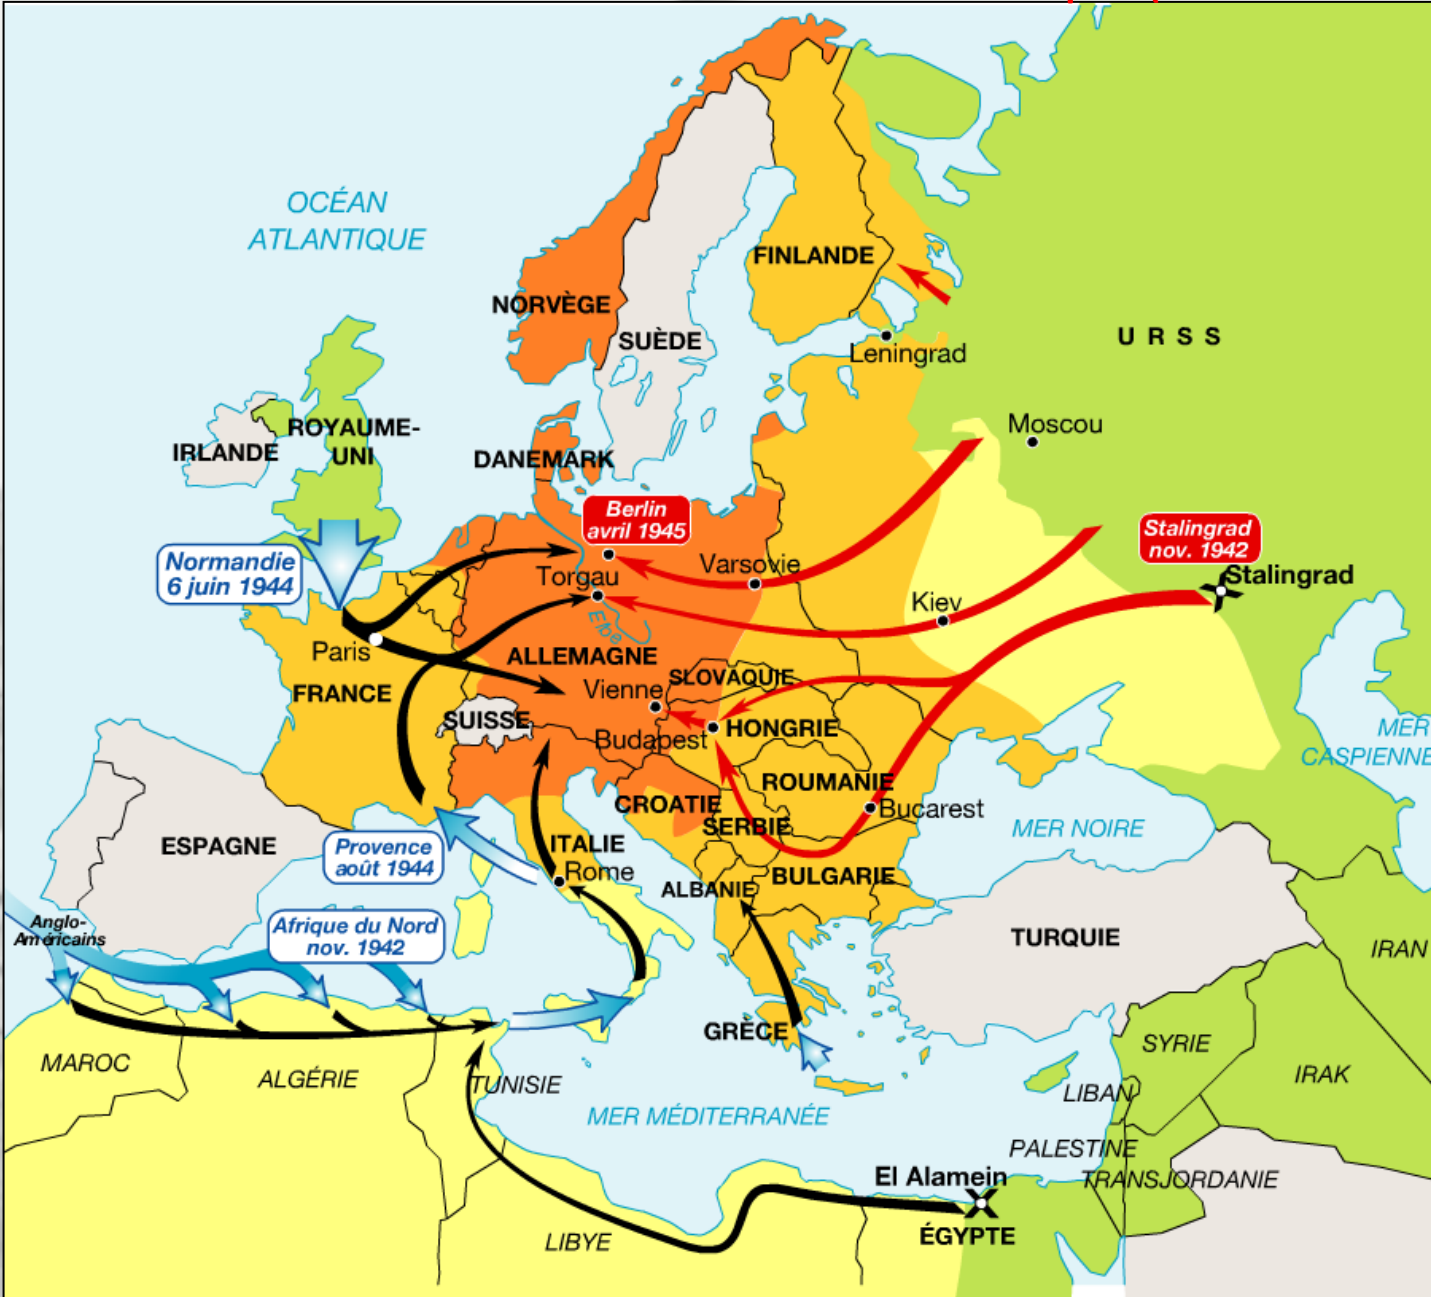 OCÉAN
ATLANTIQUE
FINLANDE
NORVÈGE
SUÈDE
URSS
Leningrad
Moscou
ROYAUME-
UNI
IRLANDE
DANEMARK
Berlin
avril 1945
Stalingrad
nov. 1942
Normandie
6 juin 1944
Varsovie
Torgau
Stalingrad
Kiev
Elbe
Paris
ALLEMAGNE
SLOVAQUIE
FRANCE
Vienne
SUISSE
HONGRIE
Budapest
MER
CASPIENNE
ROUMANIE
CROATIE
Bucarest
SERBIE
MER NOIRE
ESPAGNE
Provence
août 1944
ITALIE
Rome
BULGARIE
ALBANIE
Anglo-
Américains
Afrique du Nord
nov. 1942
TURQUIE
IRAN
GRÈCE
SYRIE
MAROC
ALGÉRIE
TUNISIE
IRAK
LIBAN
MER MÉDITERRANÉE
PALESTINE
El Alamein
TRANSJORDANIE
ÉGYPTE
LIBYE